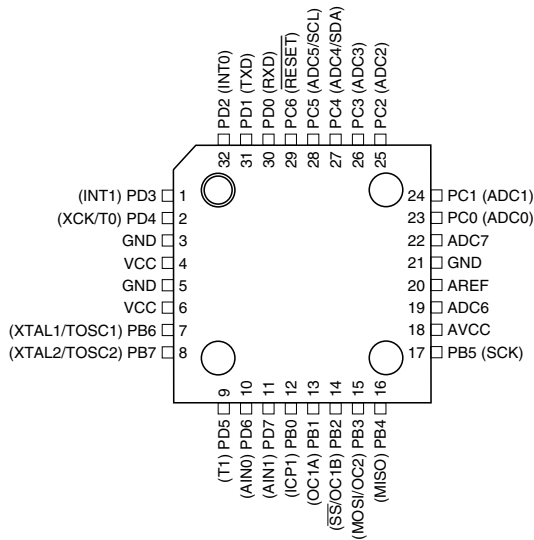 32 PD2 (INT0)
31 PD1 (TXD)
30 PD0 (RXD)
29 PC6 (RESET)
28 PC5 (ADC5/SCL)
27 PC4 (ADC4/SDA)
26 PC3 (ADC3)
25 PC2 (ADC2)
(INT1) PD3 1
(XCK/T0) PD4 2
GND 3
VCC 4
GND 5
VCC 6
(XTAL1/TOSC1) PB6 7
(XTAL2/TOSC2) PB7 8
24 PC1 (ADC1)
23 PC0 (ADC0)
22 ADC7
21 GND
20 AREF
19 ADC6
18 AVCC
17 PB5 (SCK)
(T1) PD5 9
(AIN0) PD6 10
(AIN1) PD7 11
(ICP1) PB0 12
(OC1A) PB1 13
(SS/OC1B) PB2 14
(MOSI/OC2) PB3 15
(MISO) PB4 16